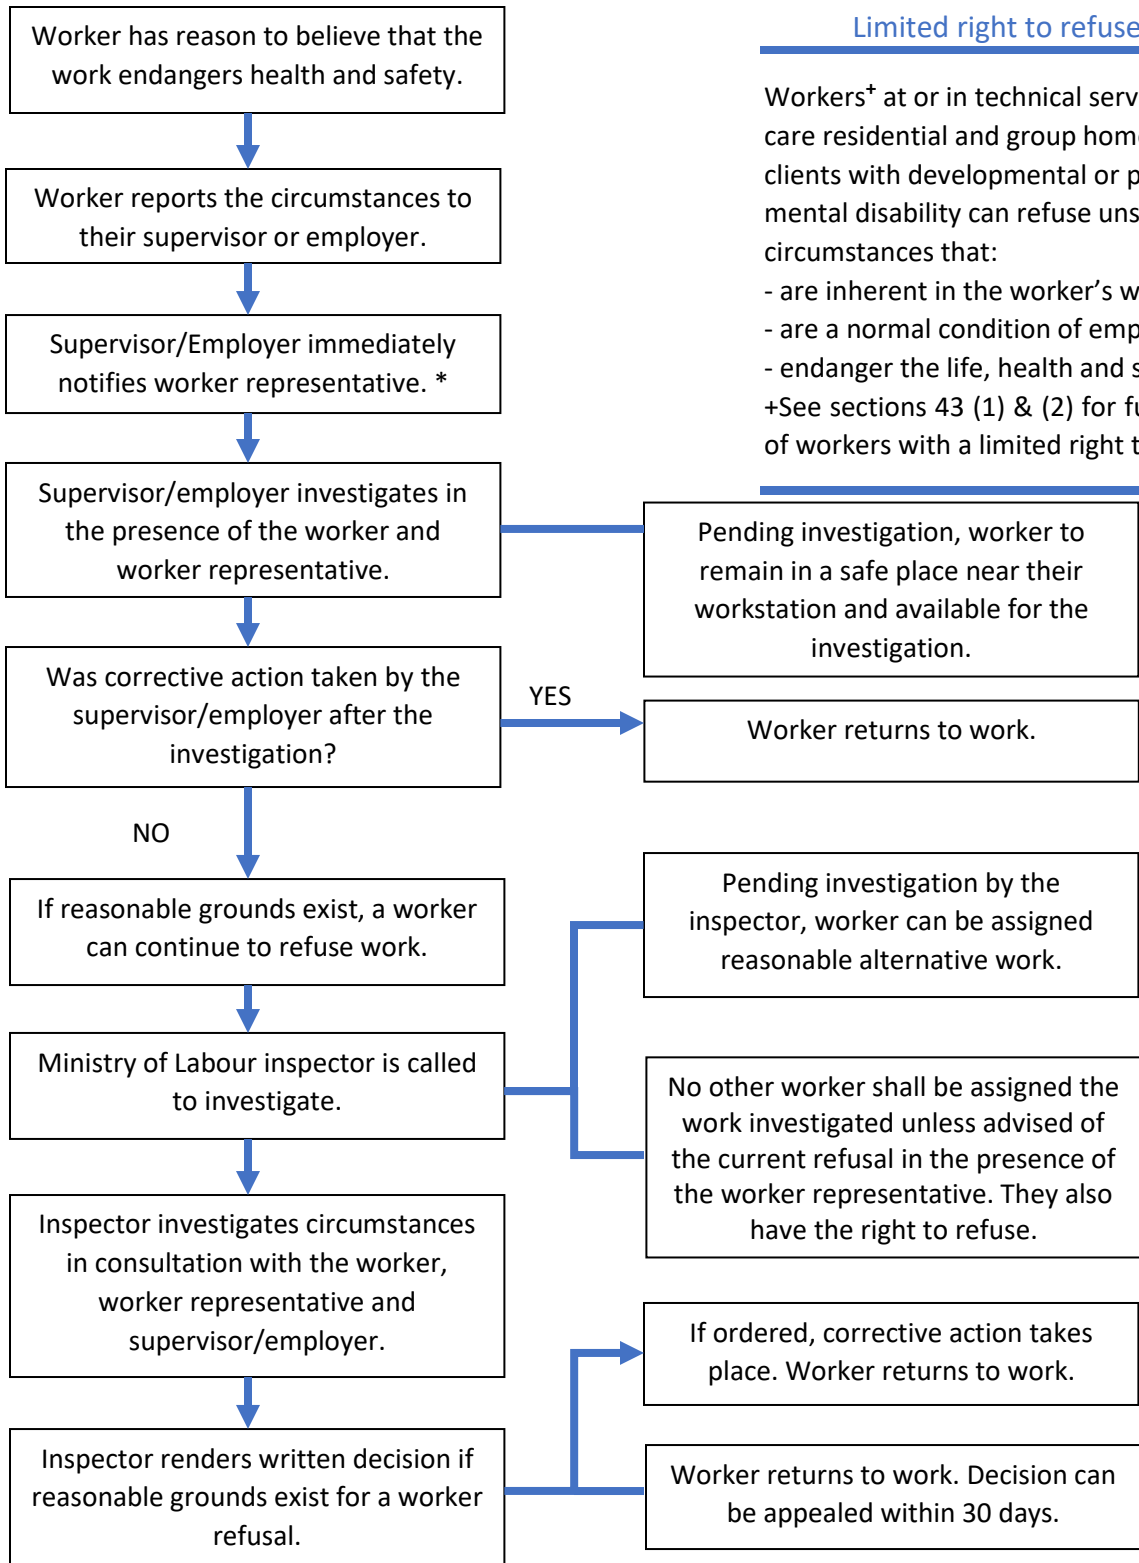 Worker has reason to believe that the
work endangers health and safety.
Worker reports the circumstances to
their supervisor or employer.
Supervisor/Employer immediately
notifies worker representative. *
Supervisor/employer investigates in
the presence of the worker and
worker representative.
Was corrective action taken by the
supervisor/employer after the
investigation?
YES
NO
If reasonable grounds exist, a worker
can continue to refuse work.
Ministry of Labour inspector is called
to investigate.
Inspector investigates circumstances
in consultation with the worker,
worker representative and
supervisor/employer.
Inspector renders written decision if
reasonable grounds exist for a worker
refusal.
Limited right to refuse
Workers+ at or in technical serv
care residential and group hom
clients with developmental or p
mental disability can refuse uns
circumstances that:
- are inherent in the worker's w
- are a normal condition of emp
- endanger the life, health and s
+See sections 43 (1) & (2) for fu
of workers with a limited right t
Pending investigation, worker to
remain in a safe place near their
workstation and available for the
investigation.
Worker returns to work.
Pending investigation by the
inspector, worker can be assigned
reasonable alternative work.
No other worker shall be assigned the
work investigated unless advised of
the current refusal in the presence of
the worker representative. They also
have the right to refuse.
If ordered, corrective action takes
place. Worker returns to work.
Worker returns to work. Decision can
be appealed within 30 days.